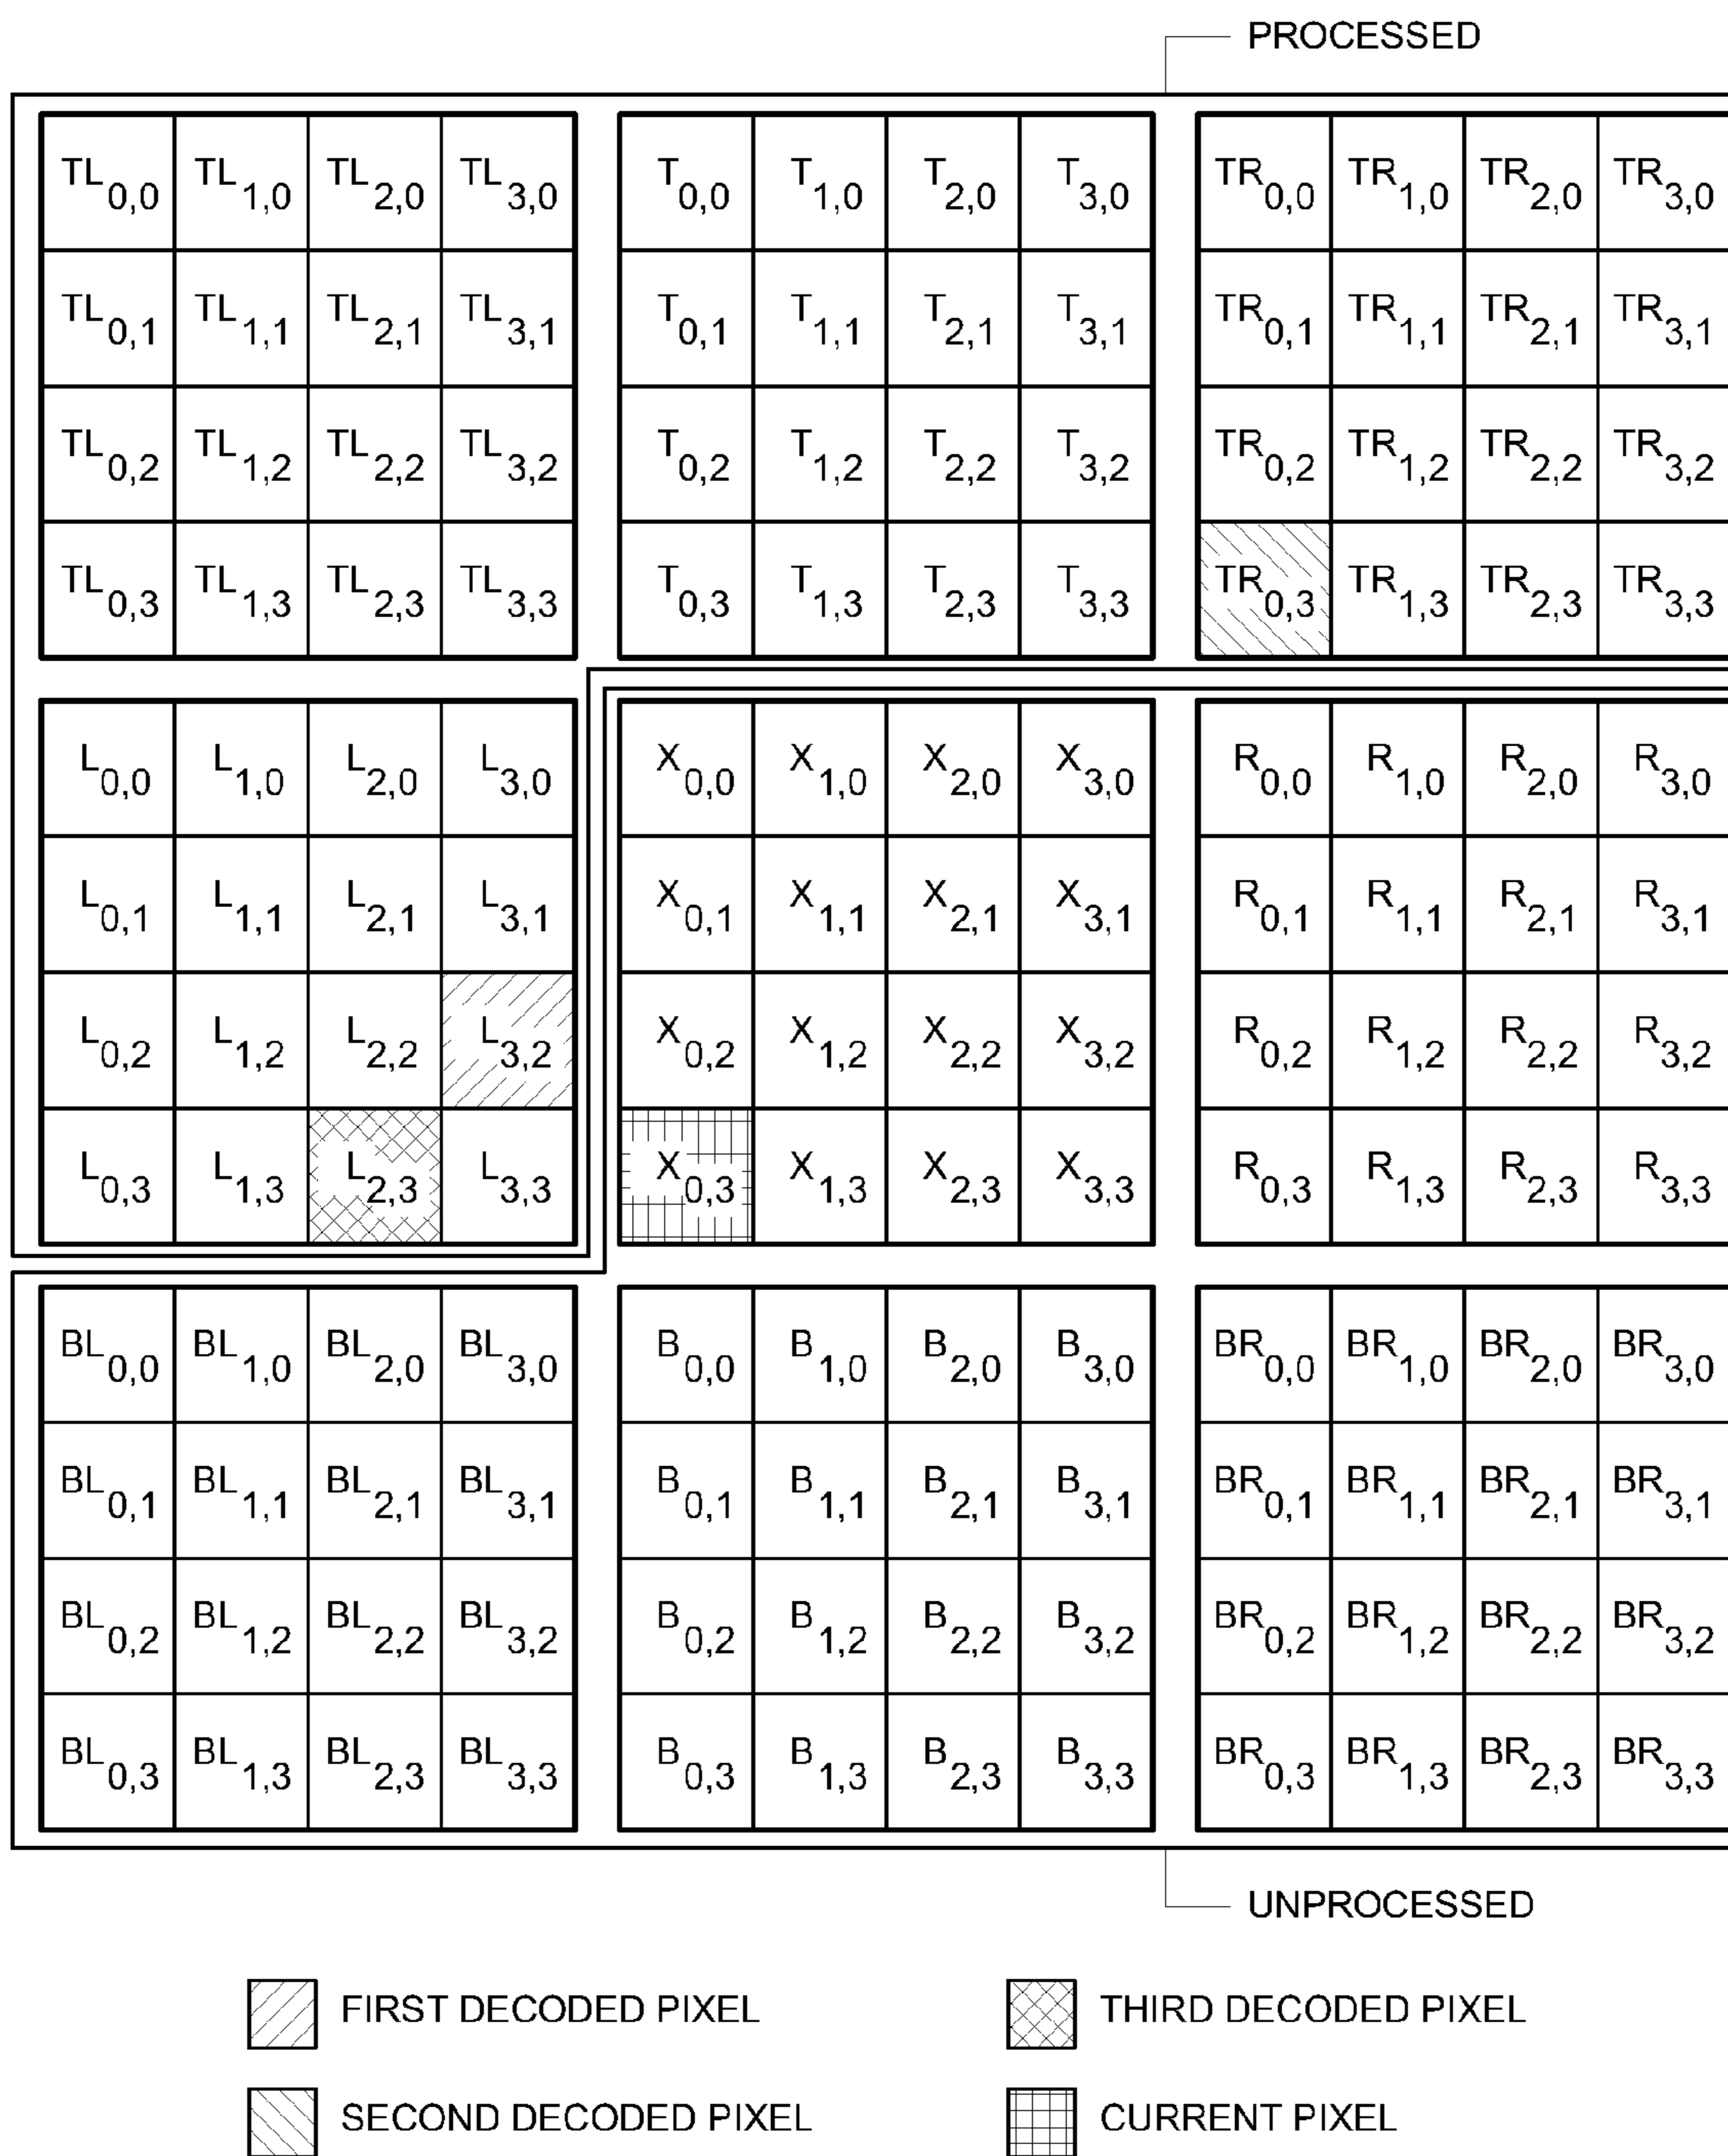 PROCESSED
TL0,0 TL1,0 TL2,0 TL3,0 T0,0 T1,0 T2,0 T3,0 TR0,0 TR1,0 TR2,0 TR3,0
TL0,1 TL1,1 TL2,1 TL3,1 T0,1 T1,1 T2,1 T3,1 TR0,1 TR1,1 TR2,1 TR3,1
TL0,2 TL1,2 TL2,2 TL3,2 T0,2 T1,2 T2,2 T3,2 TR0,2 TR1,2 TR2,2 TR3,2
TL0,3 TL1,3 TL2,3 TL3,3 T0,3 T1,3 T2,3 T3,3 TR0,3 TR1,3 TR2,3 TR3,3
L0,0 L1,0 L2,0 L3,0 X0,0 X1,0 X2,0 X3,0 R0,0 R1,0 R2,0 R3,0
L0,1 L1,1 L2,1 L3,1 X0,1 X1,1 X2,1 X3,1 R0,1 R1,1 R2,1 R3,1
L0,2 L1,2 L2,2 L3,2 X0,2 X1,2 X2,2 X3,2 R0,2 R1,2 R2,2 R3,2
L0,3 L1,3 L2,3 L3,3 X0,3 X1,3 X2,3 X3,3 R0,3 R1,3 R2,3 R3,3
BL0,0 BL1,0 BL2,0 BL3,0 B0,0 B1,0 B2,0 B3,0 BR0,0 BR1,0 BR2,0 BR3,0
BL0,1 BL1,1 BL2,1 BL3,1 B0,1 B1,1 B2,1 B3,1 BR0,1 BR1,1 BR2,1 BR3,1
BL0,2 BL1,2 BL2,2 BL3,2 B0,2 B1,2 B2,2 B3,2 BR0,2 BR1,2 BR2,2 BR3,2
BL0,3 BL1,3 BL2,3 BL3,3 B0,3 B1,3 B2,3 B3,3 BR0,3 BR1,3 BR2,3 BR3,3
UNPROCESSED
FIRST DECODED PIXEL
THIRD DECODED PIXEL
SECOND DECODED PIXEL
CURRENT PIXEL